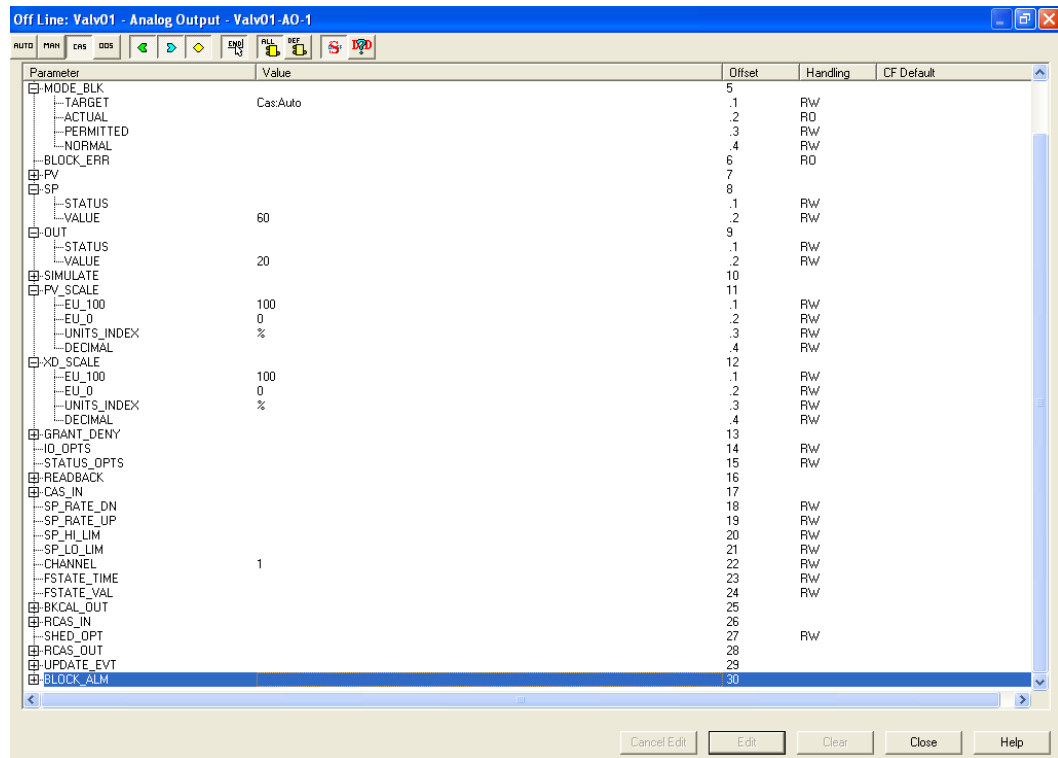 Off Line: Valv01 - Analog Output - Valv01-AO-1
AUTO MAN CAS OOS END! ALL DEF S D?D
Parameter Value Offset Handling CF Default
MODE_BLK 5
TARGET Cas:Auto .1 RW
ACTUAL .2 RO
PERMITTED .3 RW
NORMAL .4 RW
BLOCK_ERR 6 RO
PV 7
SP 8
STATUS .1 RW
VALUE 60 .2 RW
OUT 9
STATUS .1 RW
VALUE 20 .2 RW
SIMULATE 10
PV_SCALE 11
EU_100 100 .1 RW
EU_0 0 .2 RW
UNITS_INDEX % .3 RW
DECIMAL .4 RW
XD_SCALE 12
EU_100 100 .1 RW
EU_0 0 .2 RW
UNITS_INDEX % .3 RW
DECIMAL .4 RW
GRANT_DENY 13
IO_OPTS 14 RW
STATUS_OPTS 15 RW
READBACK 16
CAS_IN 17
SP_RATE_DN 18 RW
SP_RATE_UP 19 RW
SP_HI_LIM 20 RW
SP_LO_LIM 21 RW
CHANNEL 1 22 RW
FSTATE_TIME 23 RW
FSTATE_VAL 24 RW
BKCAL_OUT 25
RCAS_IN 26
SHED_OPT 27 RW
RCAS_OUT 28
UPDATE_EVT 29
BLOCK_ALM 30
Cancel Edit Edit Clear Close Help